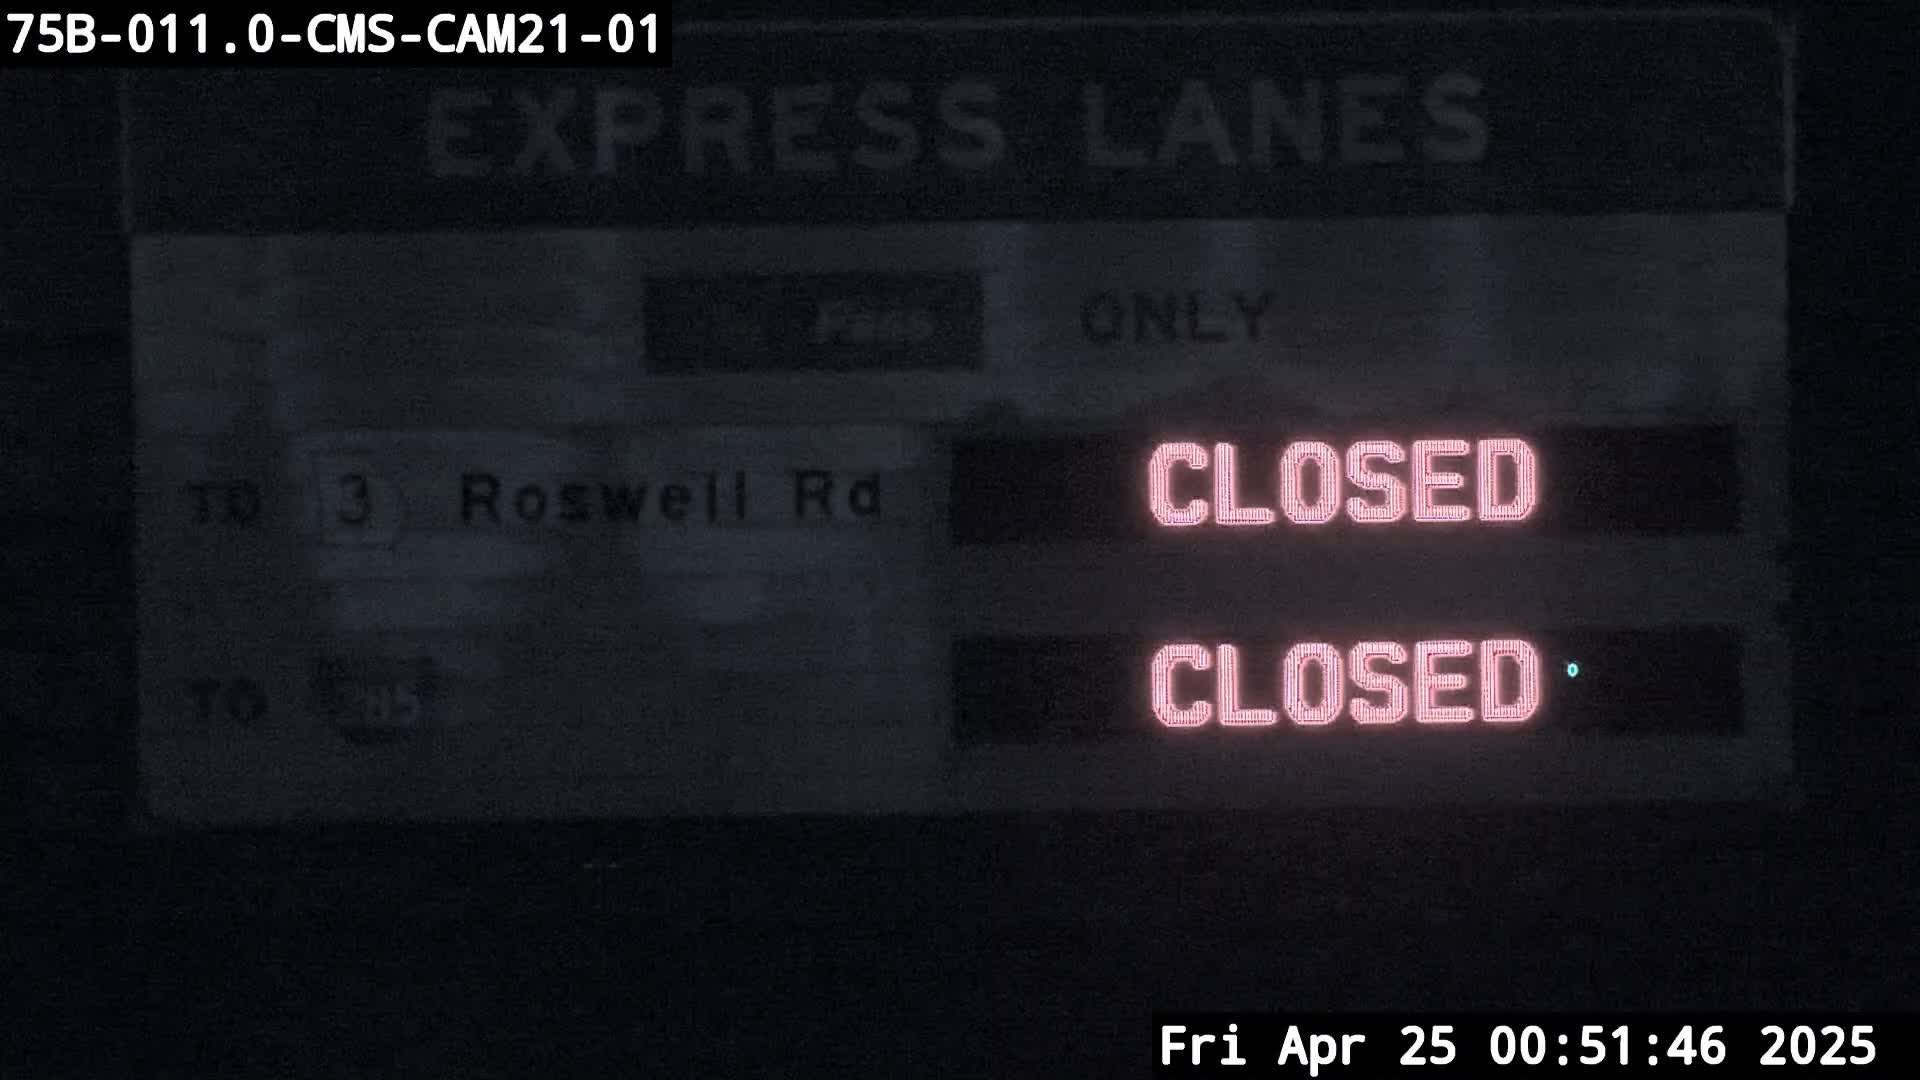 75B-011.0-CMS-CAM21-01
EXPRESS LANES
ONLY
TO 3 Roswell Rd CLOSED
TO 285 CLOSED
Fri Apr 25 00:51:46 2025